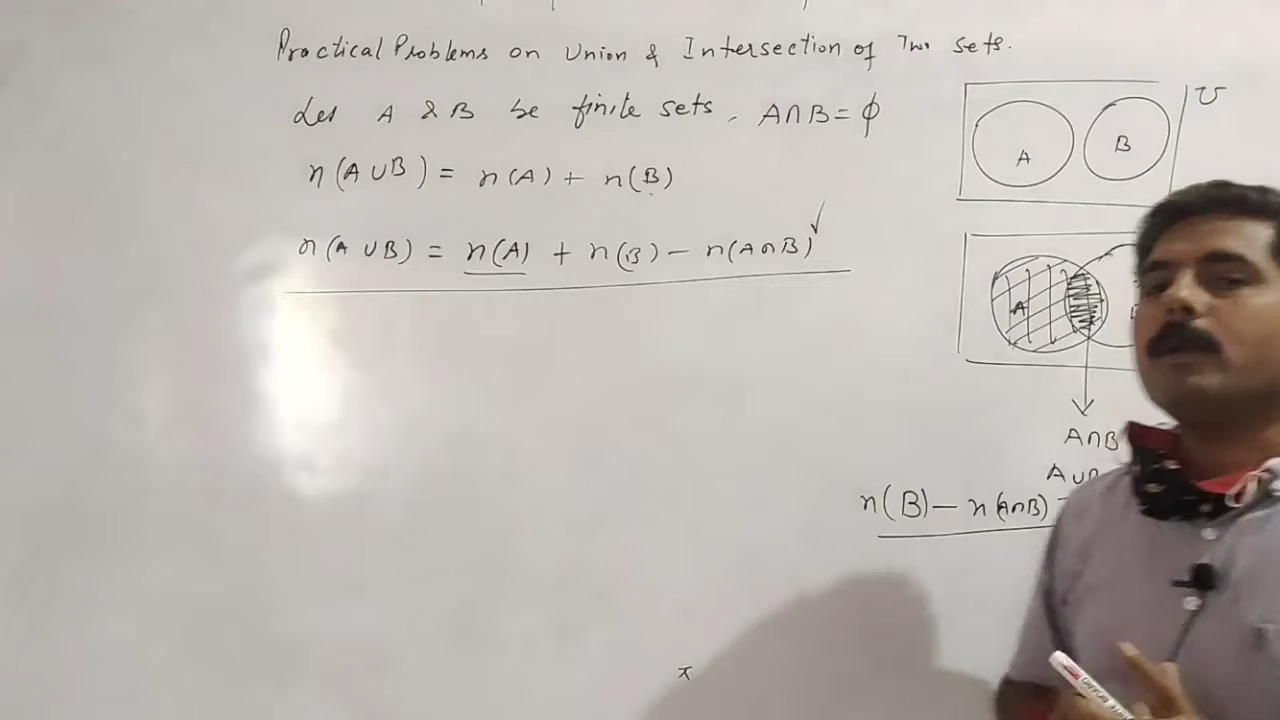 Practical Problems on Union & Intersection of Two Sets.
Let A & B be finite sets, A∩B = ϕ
n(A∪B) = n(A) + n(B)
n(A∪B) = n(A) + n(B) − n(A∩B) ✓
A B U
A
A∩B
A∪
n(B) − n(A∩B)